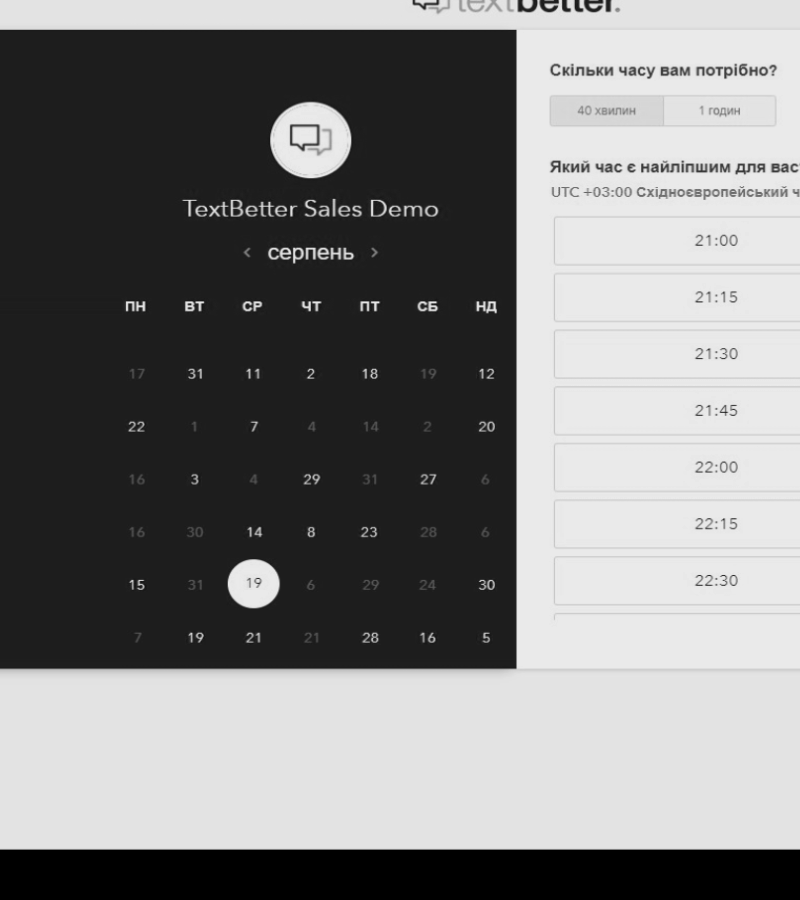 textbetter.
TextBetter Sales Demo
< серпень >
ПН ВТ СР ЧТ ПТ СБ НД
17 31 11 2 18 19 12
22 1 7 4 14 2 20
16 3 4 29 31 27 6
16 30 14 8 23 28 6
15 31 19 6 29 24 30
7 19 21 21 28 16 5
Скільки часу вам потрібно?
40 хвилин 1 годин
Який час є найліпшим для вас
UTC +03:00 Східноєвропейський ч
21:00
21:15
21:30
21:45
22:00
22:15
22:30